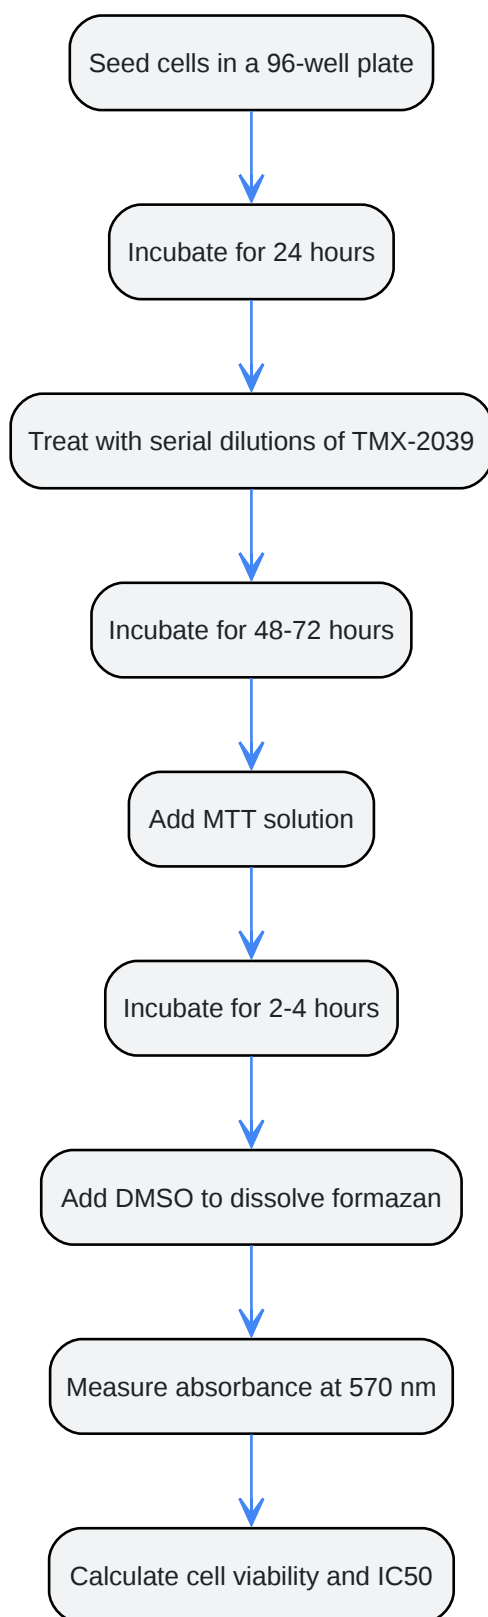 Seed cells in a 96-well plate
Incubate for 24 hours
Treat with serial dilutions of TMX-2039
Incubate for 48-72 hours
Add MTT solution
Incubate for 2-4 hours
Add DMSO to dissolve formazan
Measure absorbance at 570 nm
Calculate cell viability and IC50